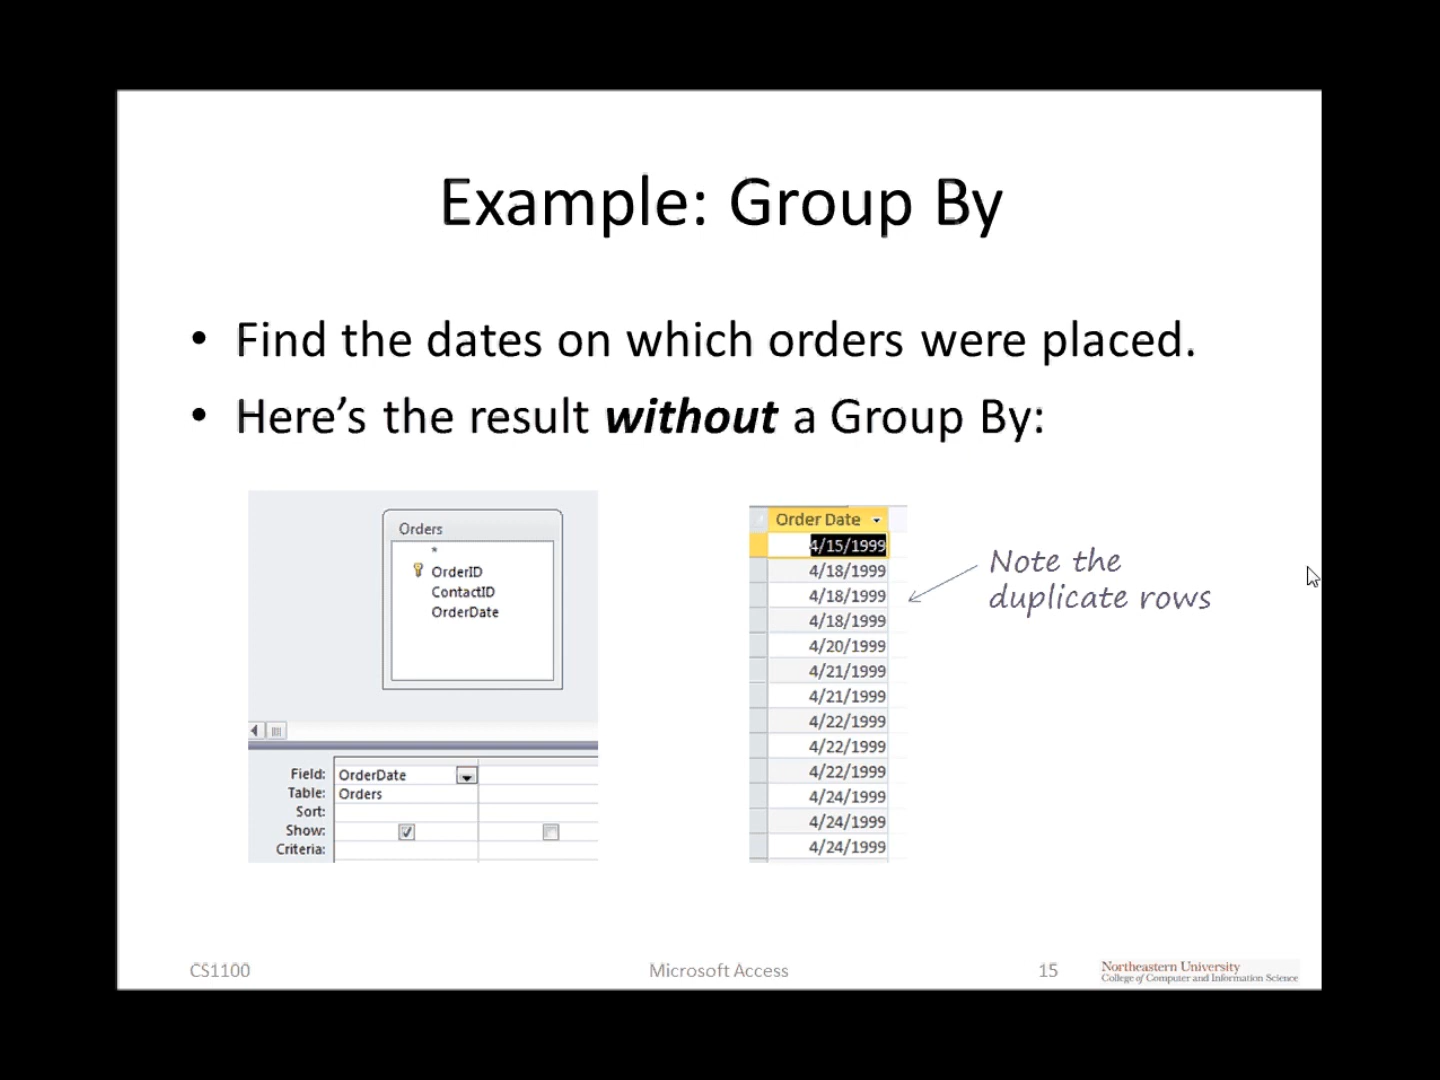 Example: Group By
• Find the dates on which orders were placed.
• Here's the result without a Group By:
Orders
*
OrderID
ContactID
OrderDate
Field: OrderDate
Table: Orders
Sort:
Show:
Criteria:
Order Date
4/15/1999
4/18/1999
4/18/1999
4/18/1999
4/20/1999
4/21/1999
4/21/1999
4/22/1999
4/22/1999
4/22/1999
4/24/1999
4/24/1999
4/24/1999
Note the
duplicate rows
CS1100
Microsoft Access
15
Northeastern University
College of Computer and Information Science